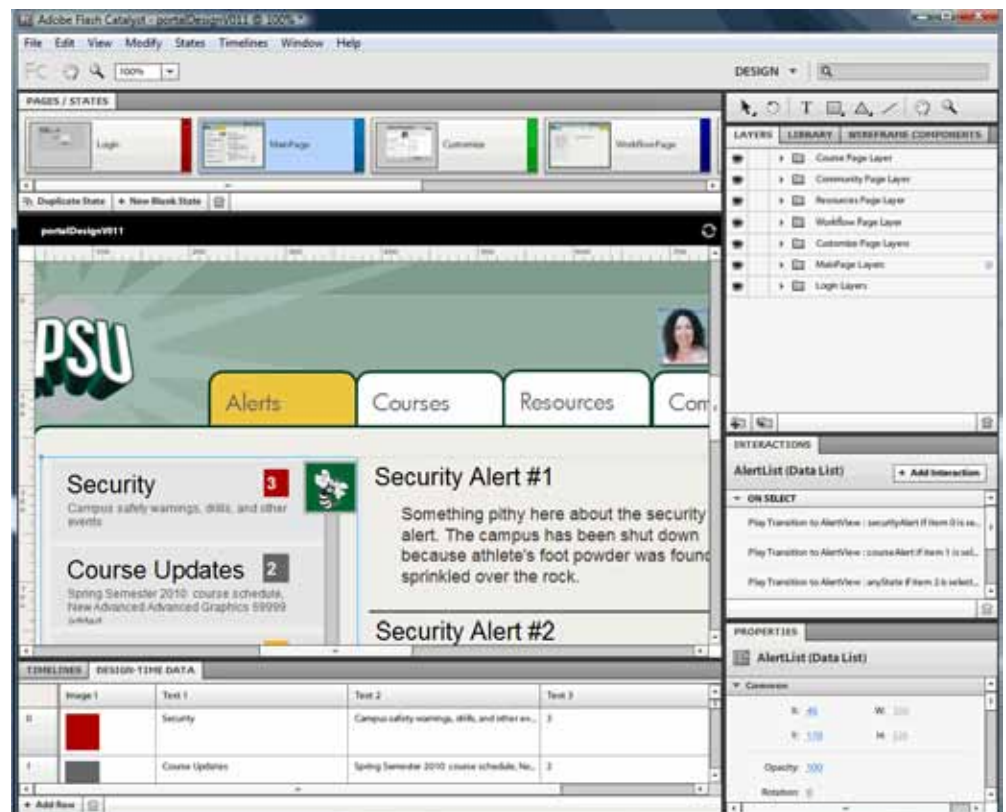 Adobe Flash Catalyst - portalDesignV011 @ 100% *
File Edit View Modify States Timelines Window Help
FC 100% DESIGN
PAGES / STATES
Login MainPage Customize WorkflowPage
Duplicate State + New Blank State
portalDesignV011
PSU
Alerts Courses Resources Com
Security 3
Campus safety warnings, drills, and other
events
Course Updates 2
Spring Semester 2010: course schedule,
New Advanced Advanced Graphics 59999
Security Alert #1
Something pithy here about the security
alert. The campus has been shut down
because athlete's foot powder was found
sprinkled over the rock.
Security Alert #2
TIMELINES DESIGN-TIME DATA
Image 1 Text 1 Text 2 Text 3
0 Security Campus safety warnings, drills, and other ev... 3
1 Course Updates Spring Semester 2010: course schedule, Ne... 2
+ Add Row
LAYERS LIBRARY WIREFRAME COMPONENTS
Course Page Layer
Community Page Layer
Resources Page Layer
Workflow Page Layer
Customize Page Layers
MainPage Layers
Login Layers
INTERACTIONS
AlertList (Data List) + Add Interaction
ON SELECT
Play Transition to AlertView : securityAlert if item 0 is se...
Play Transition to AlertView : courseAlert if item 1 is sel...
Play Transition to AlertView : anyState if item 2 is select...
PROPERTIES
AlertList (Data List)
Common
X: W:
Y: 170 H:
Opacity: 100
Rotation: 0